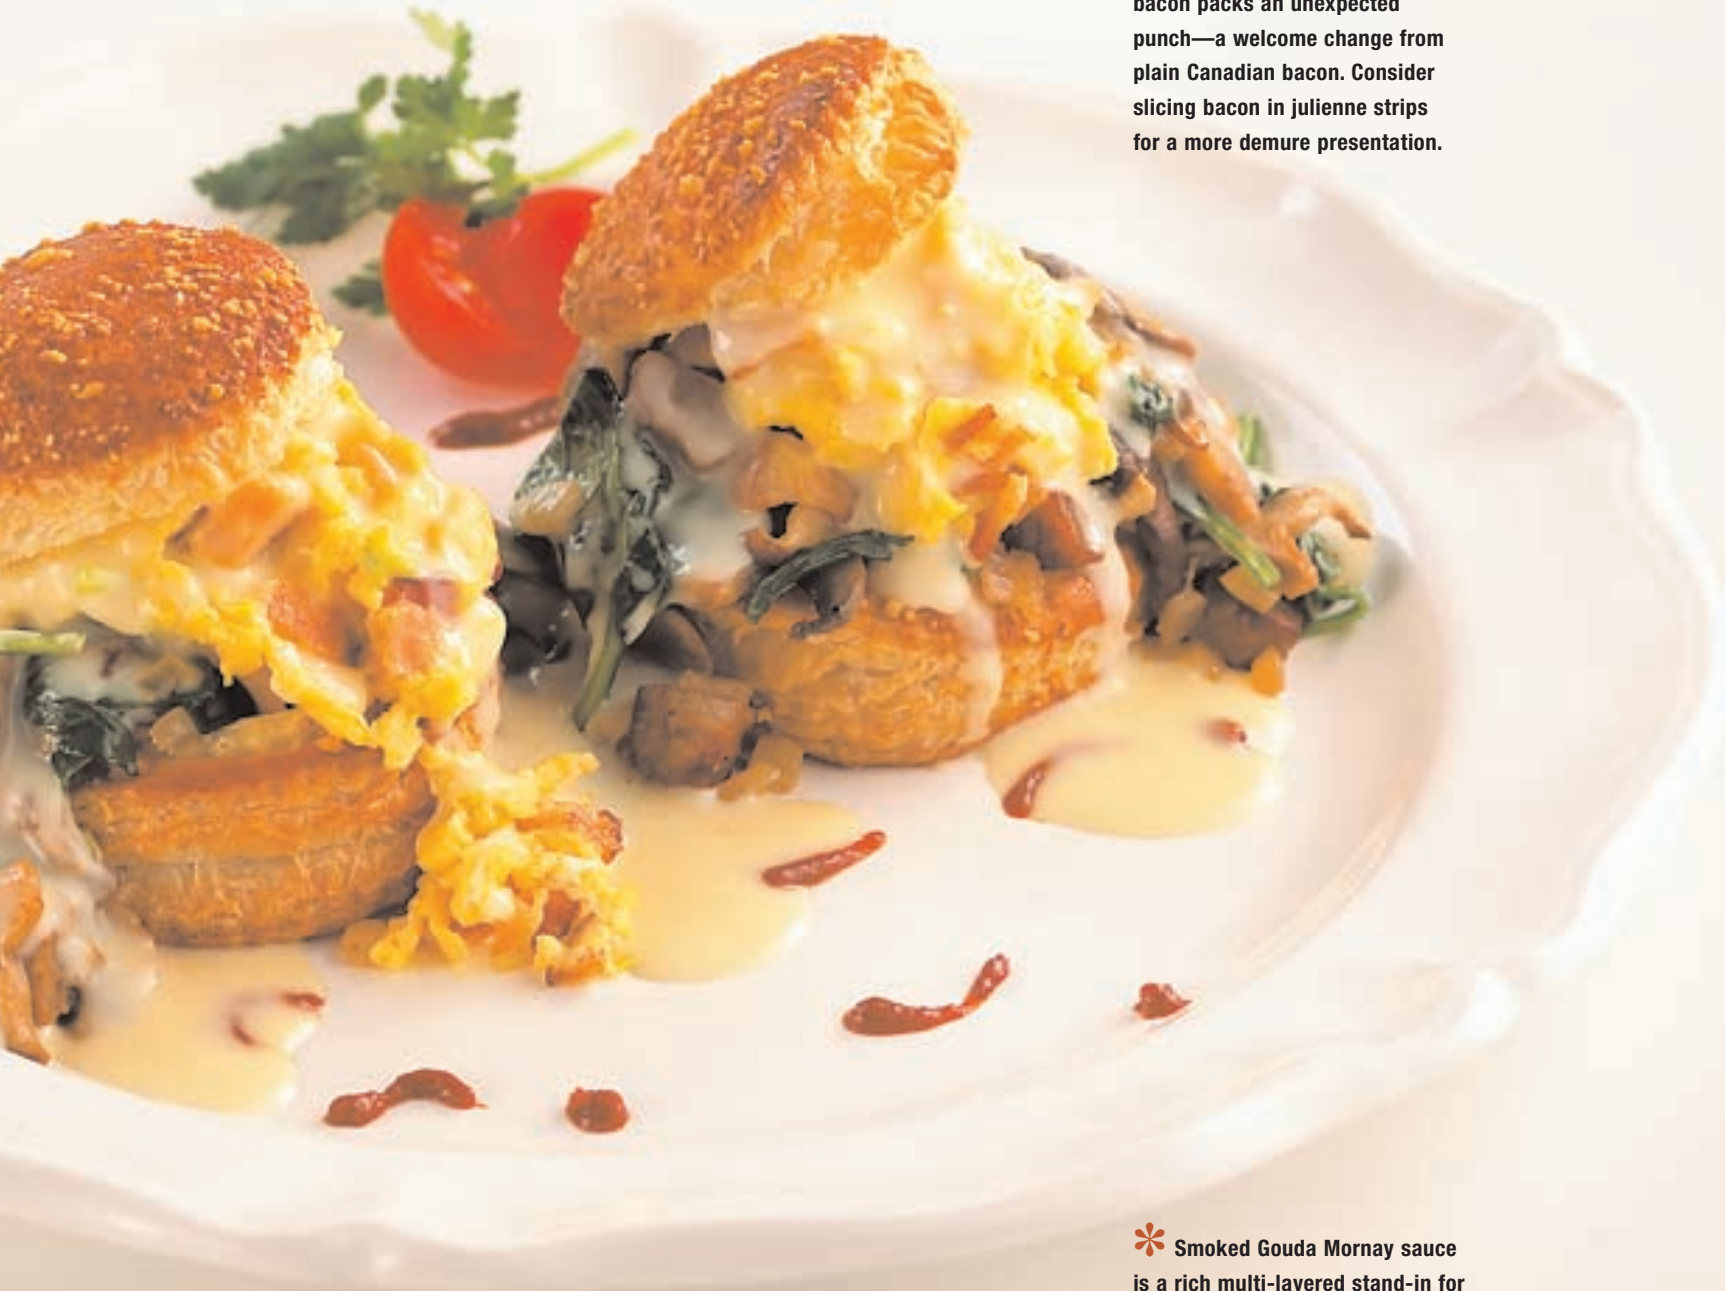 bacon packs an unexpected
punch—a welcome change from
plain Canadian bacon. Consider
slicing bacon in julienne strips
for a more demure presentation.
* Smoked Gouda Mornay sauce
is a rich multi-layered stand-in for